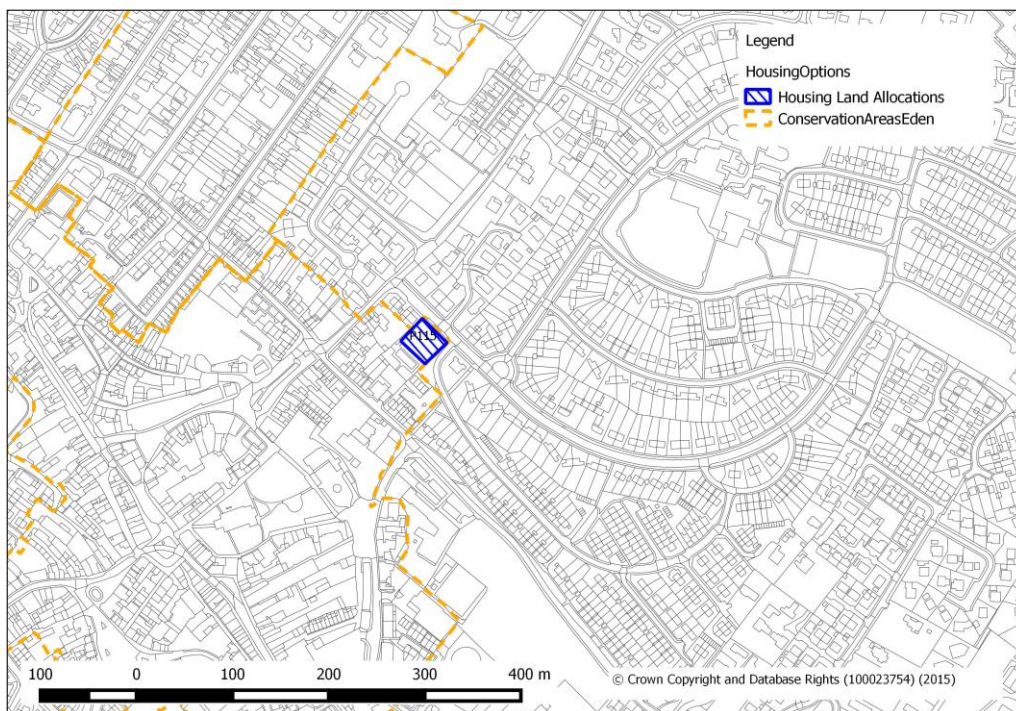 Legend
HousingOptions
Housing Land Allocations
ConservationAreasEden
P115
100 0 100 200 300 400 m
© Crown Copyright and Database Rights (100023754) (2015)